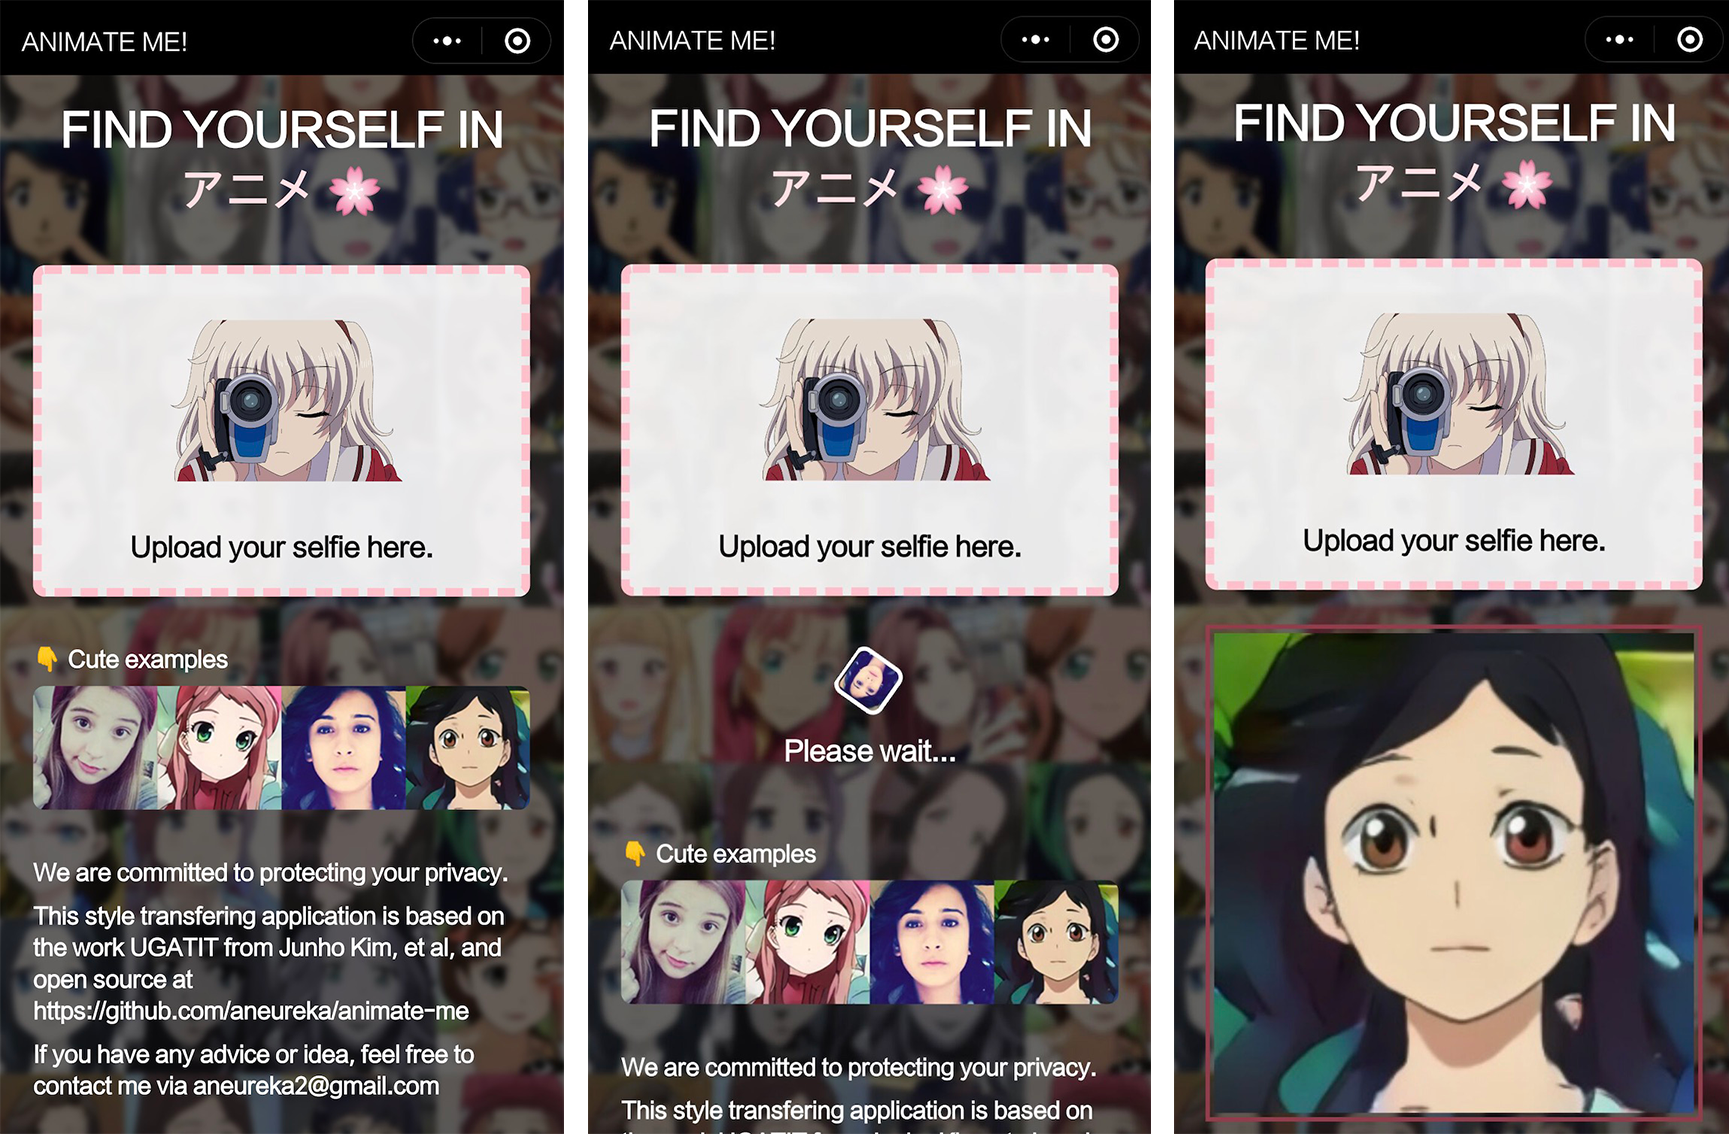 ANIMATE ME!
FIND YOURSELF IN
アニメ
Upload your selfie here.
Cute examples
We are committed to protecting your privacy.
This style transfering application is based on
the work UGATIT from Junho Kim, et al, and
open source at
https://github.com/aneureka/animate-me
If you have any advice or idea, feel free to
contact me via aneureka2@gmail.com
ANIMATE ME!
FIND YOURSELF IN
アニメ
Upload your selfie here.
Please wait...
Cute examples
We are committed to protecting your privacy.
This style transfering application is based on
ANIMATE ME!
FIND YOURSELF IN
アニメ
Upload your selfie here.